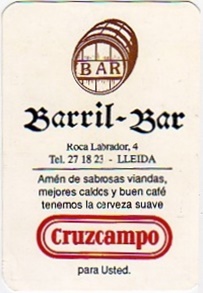 BAR
Barril-Bar
Roca Labrador, 4
Tel. 27 18 23 - LLEIDA
Amén de sabrosas viandas,
mejores caldos y buen café
tenemos la cerveza suave
Cruzcampo
para Usted.